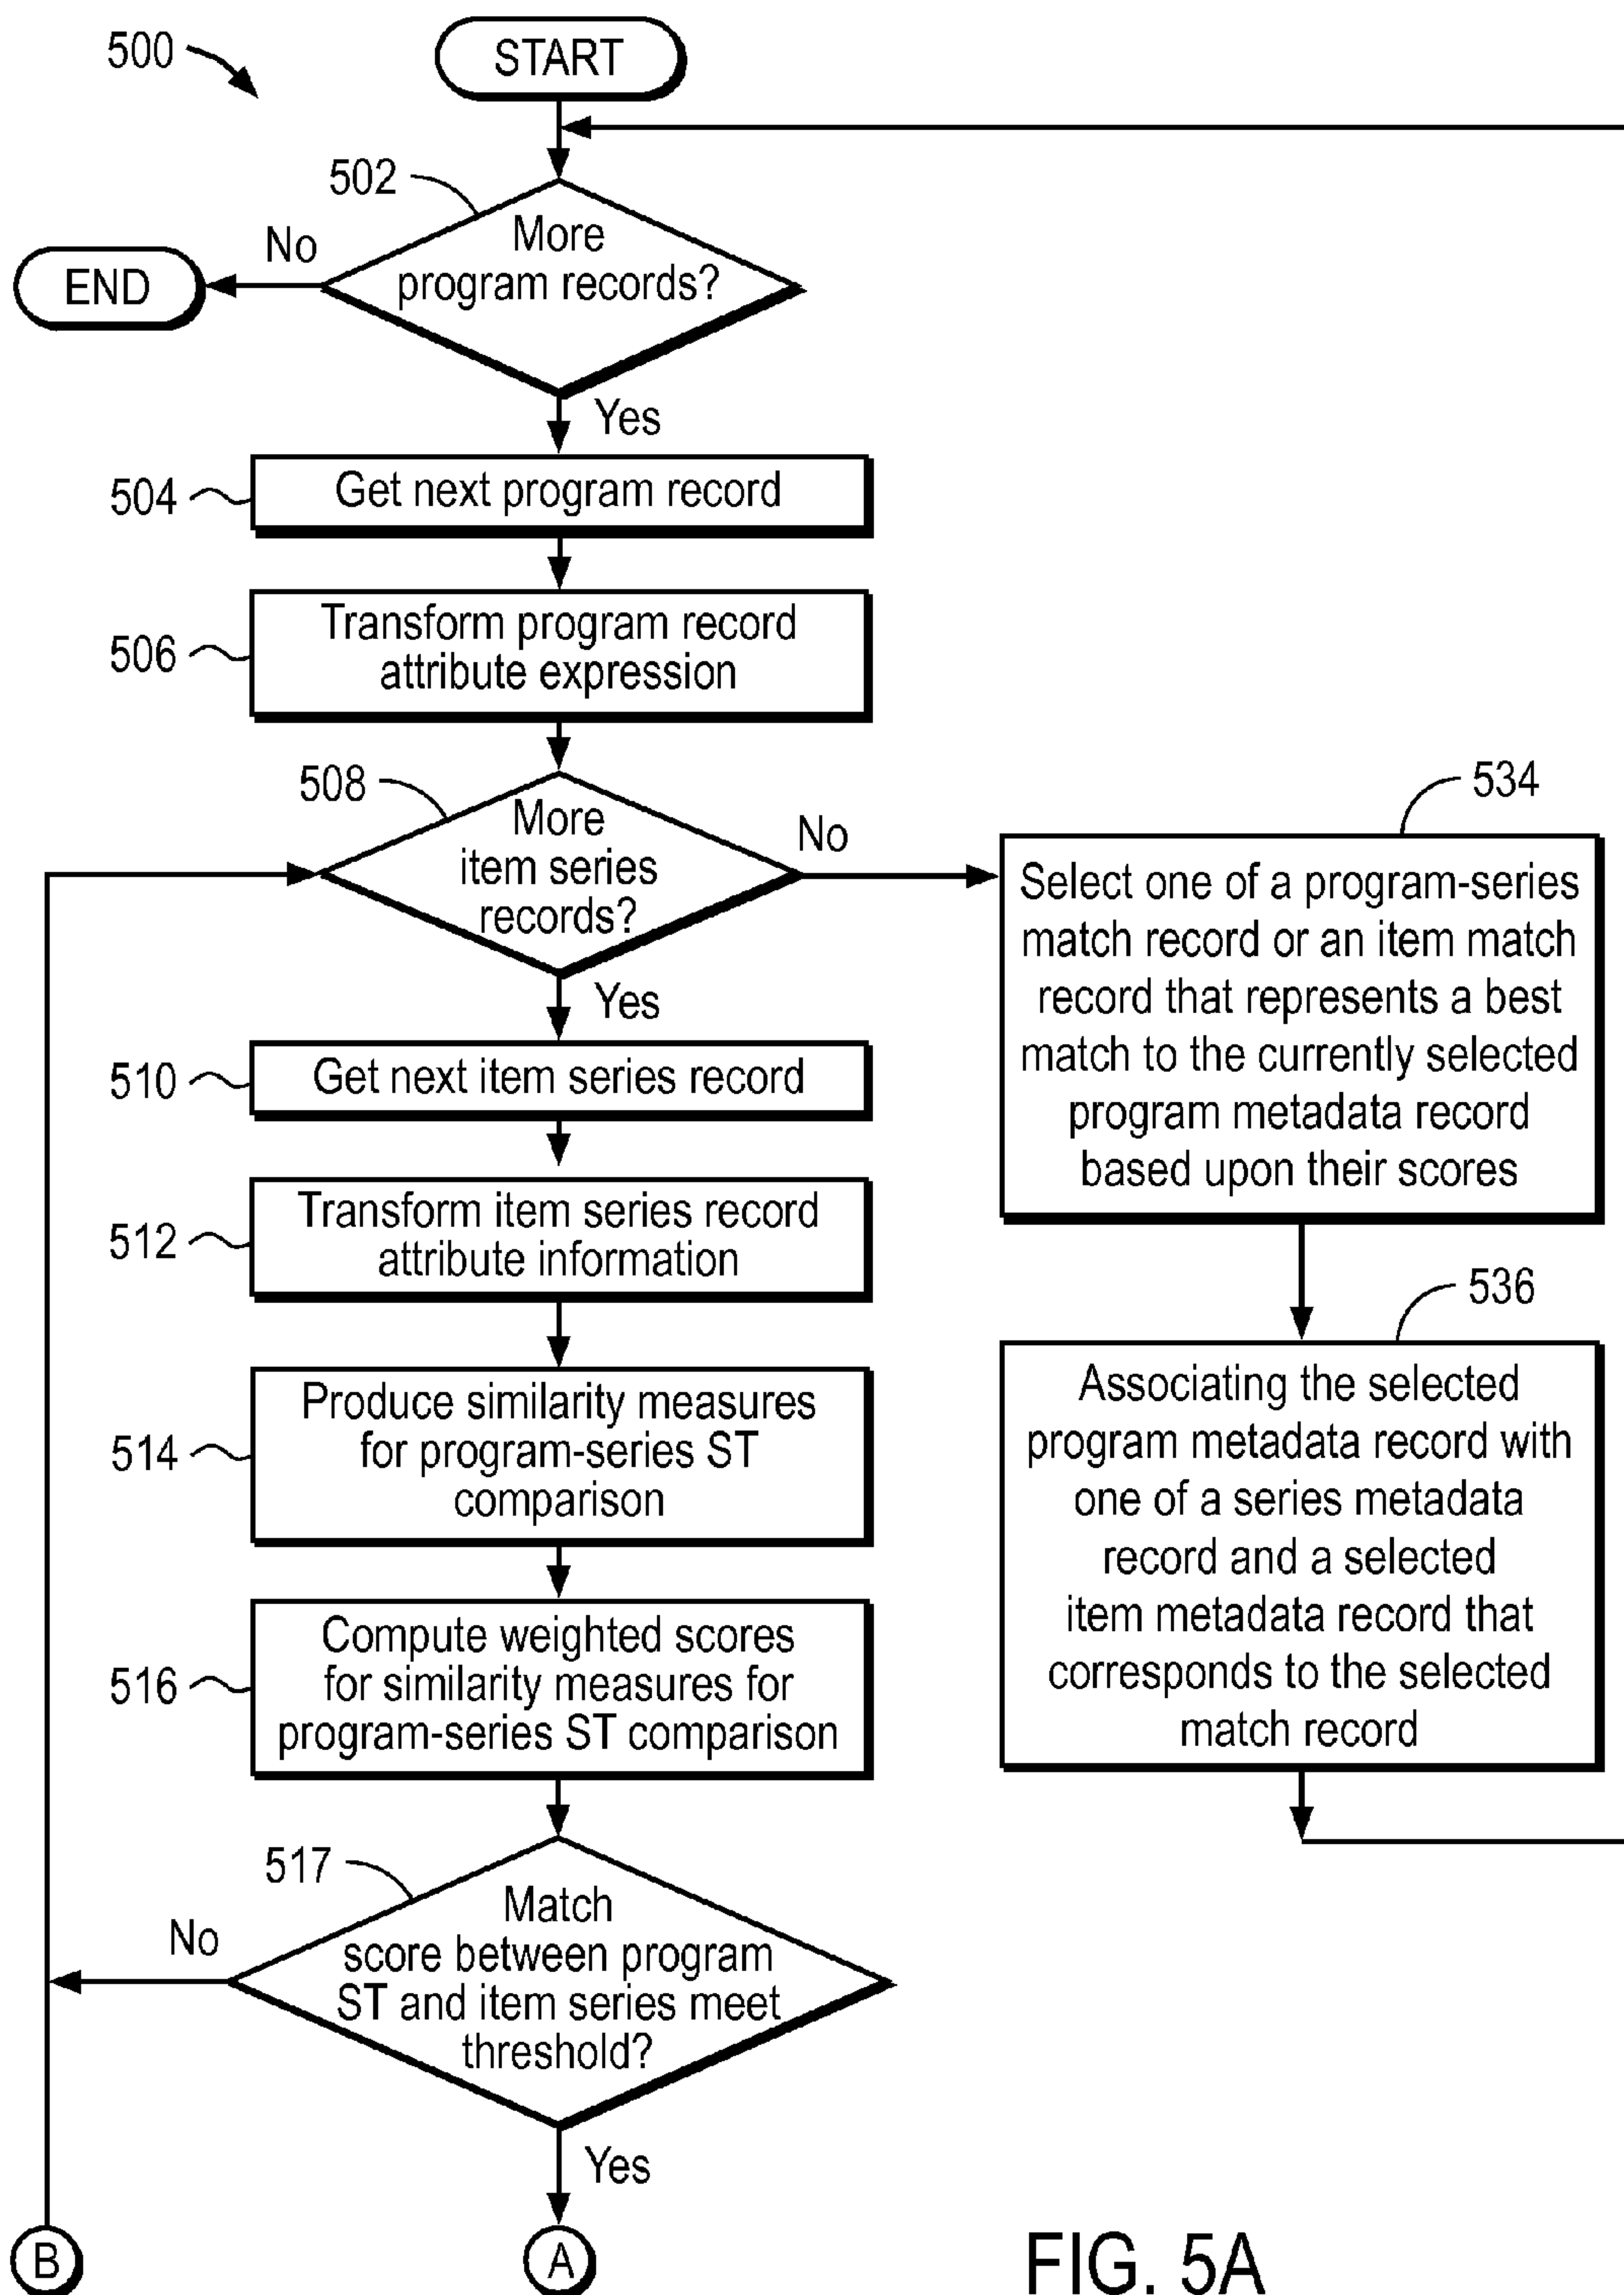 500
START
502
More
program records?
No
END
Yes
504
Get next program record
506
Transform program record
attribute expression
508
More
item series
records?
No
Yes
510
Get next item series record
512
Transform item series record
attribute information
514
Produce similarity measures
for program-series ST
comparison
516
Compute weighted scores
for similarity measures for
program-series ST comparison
517
Match
score between program
ST and item series meet
threshold?
No
Yes
B
A
534
Select one of a program-series
match record or an item match
record that represents a best
match to the currently selected
program metadata record
based upon their scores
536
Associating the selected
program metadata record with
one of a series metadata
record and a selected
item metadata record that
corresponds to the selected
match record
FIG. 5A